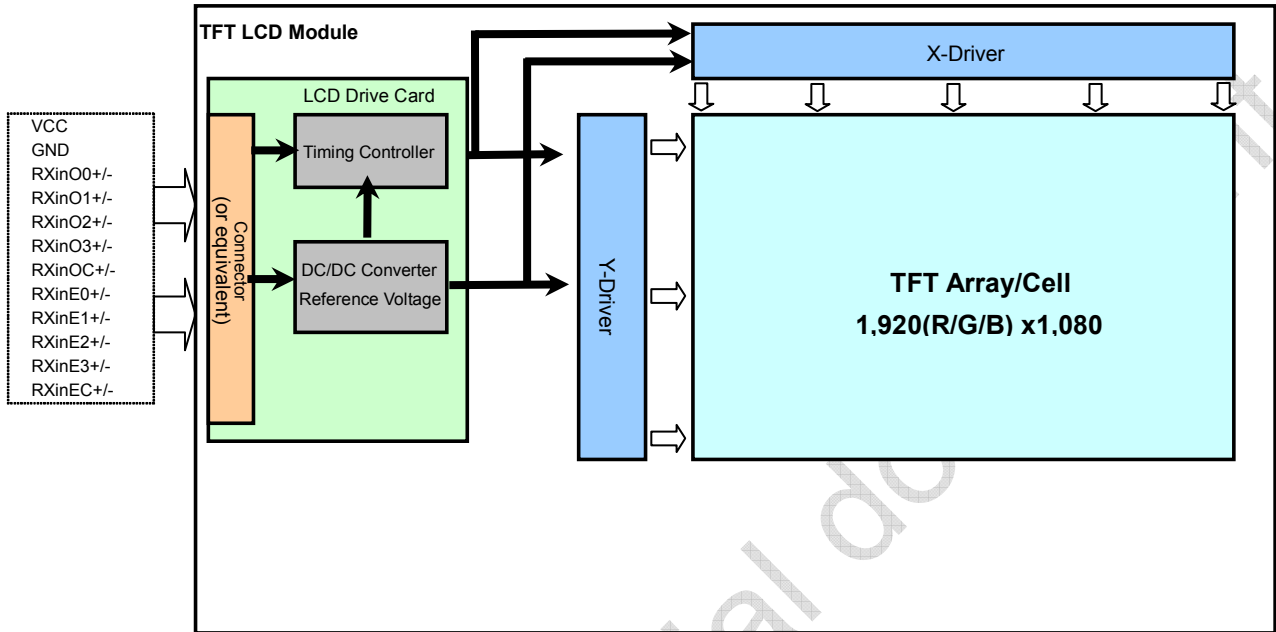 TFT LCD Module
X-Driver
LCD Drive Card
VCC
GND
RXinO0+/-
RXinO1+/-
RXinO2+/-
RXinO3+/-
RXinOC+/-
RXinE0+/-
RXinE1+/-
RXinE2+/-
RXinE3+/-
RXinEC+/-
Connector
(or equivalent)
Timing Controller
DC/DC Converter
Reference Voltage
Y-Driver
TFT Array/Cell
1,920(R/G/B) x1,080